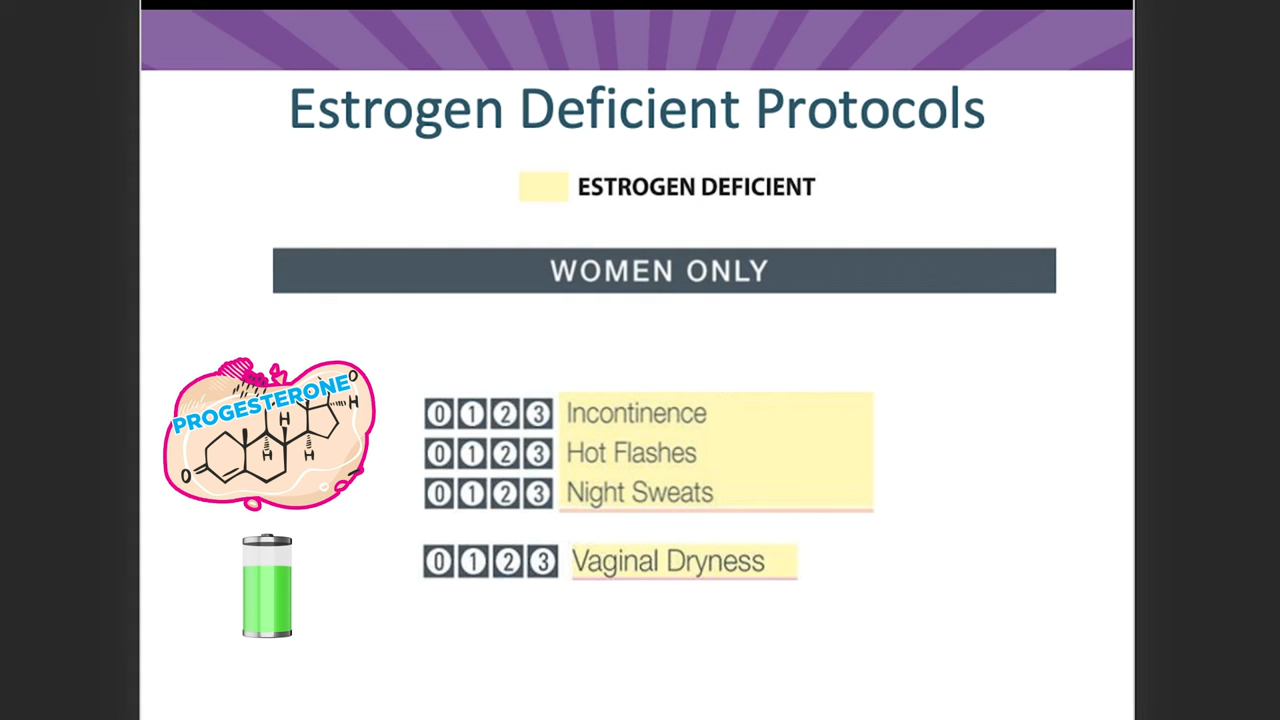 Estrogen Deficient Protocols
ESTROGEN DEFICIENT
WOMEN ONLY
PROGESTERONE
O
H
H
H
H
O
0 1 2 3 Incontinence
0 1 2 3 Hot Flashes
0 1 2 3 Night Sweats
0 1 2 3 Vaginal Dryness